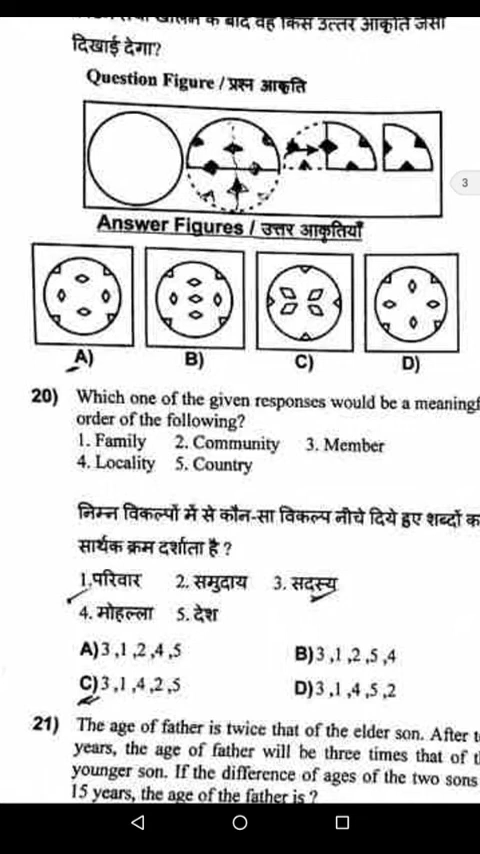 के बाद वह किस उत्तर आकृति जैसी
दिखाई देगा?
Question Figure / प्रश्न आकृति
3
Answer Figures / उत्तर आकृतियाँ
A) B) C) D)
20) Which one of the given responses would be a meaningf
order of the following?
1. Family 2. Community 3. Member
4. Locality 5. Country
निम्न विकल्पों में से कौन-सा विकल्प नीचे दिये हुए शब्दों क
सार्थक क्रम दर्शाता है ?
1.परिवार 2. समुदाय 3. सदस्य
4. मोहल्ला 5. देश
A)3 ,1 ,2 ,4 ,5 B)3 ,1 ,2 ,5 ,4
C)3 ,1 ,4 ,2 ,5 D)3 ,1 ,4 ,5 ,2
21) The age of father is twice that of the elder son. After t
years, the age of father will be three times that of t
younger son. If the difference of ages of the two sons
15 years, the age of the father is ?